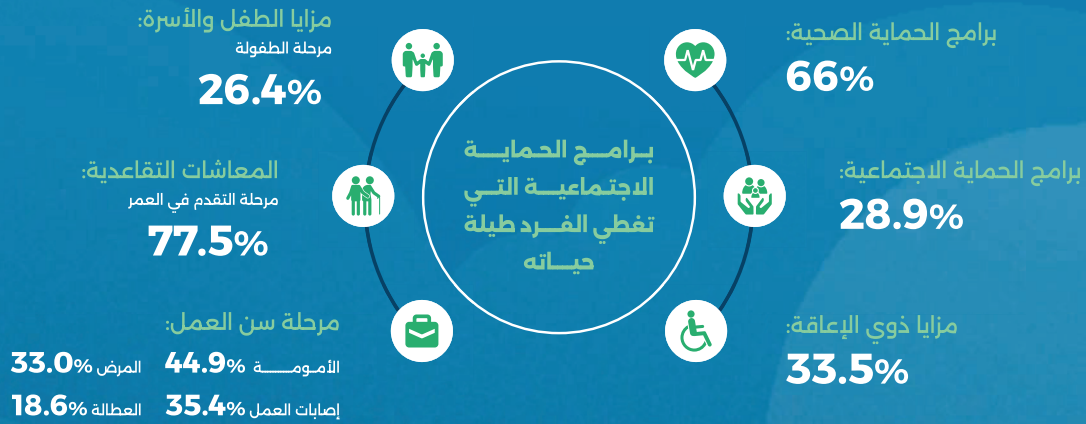 برامج الحماية الاجتماعية التي تغطي الفرد طيلة حياته
برامج الحماية الصحية:
66%
برامج الحماية الاجتماعية:
28.9%
مزايا ذوي الإعاقة:
33.5%
مزايا الطفل والأسرة:
مرحلة الطفولة
26.4%
المعاشات التقاعدية:
مرحلة التقدم في العمر
77.5%
مرحلة سن العمل:
الأمومة 44.9% المرض 33.0%
إصابات العمل 35.4% العطالة 18.6%